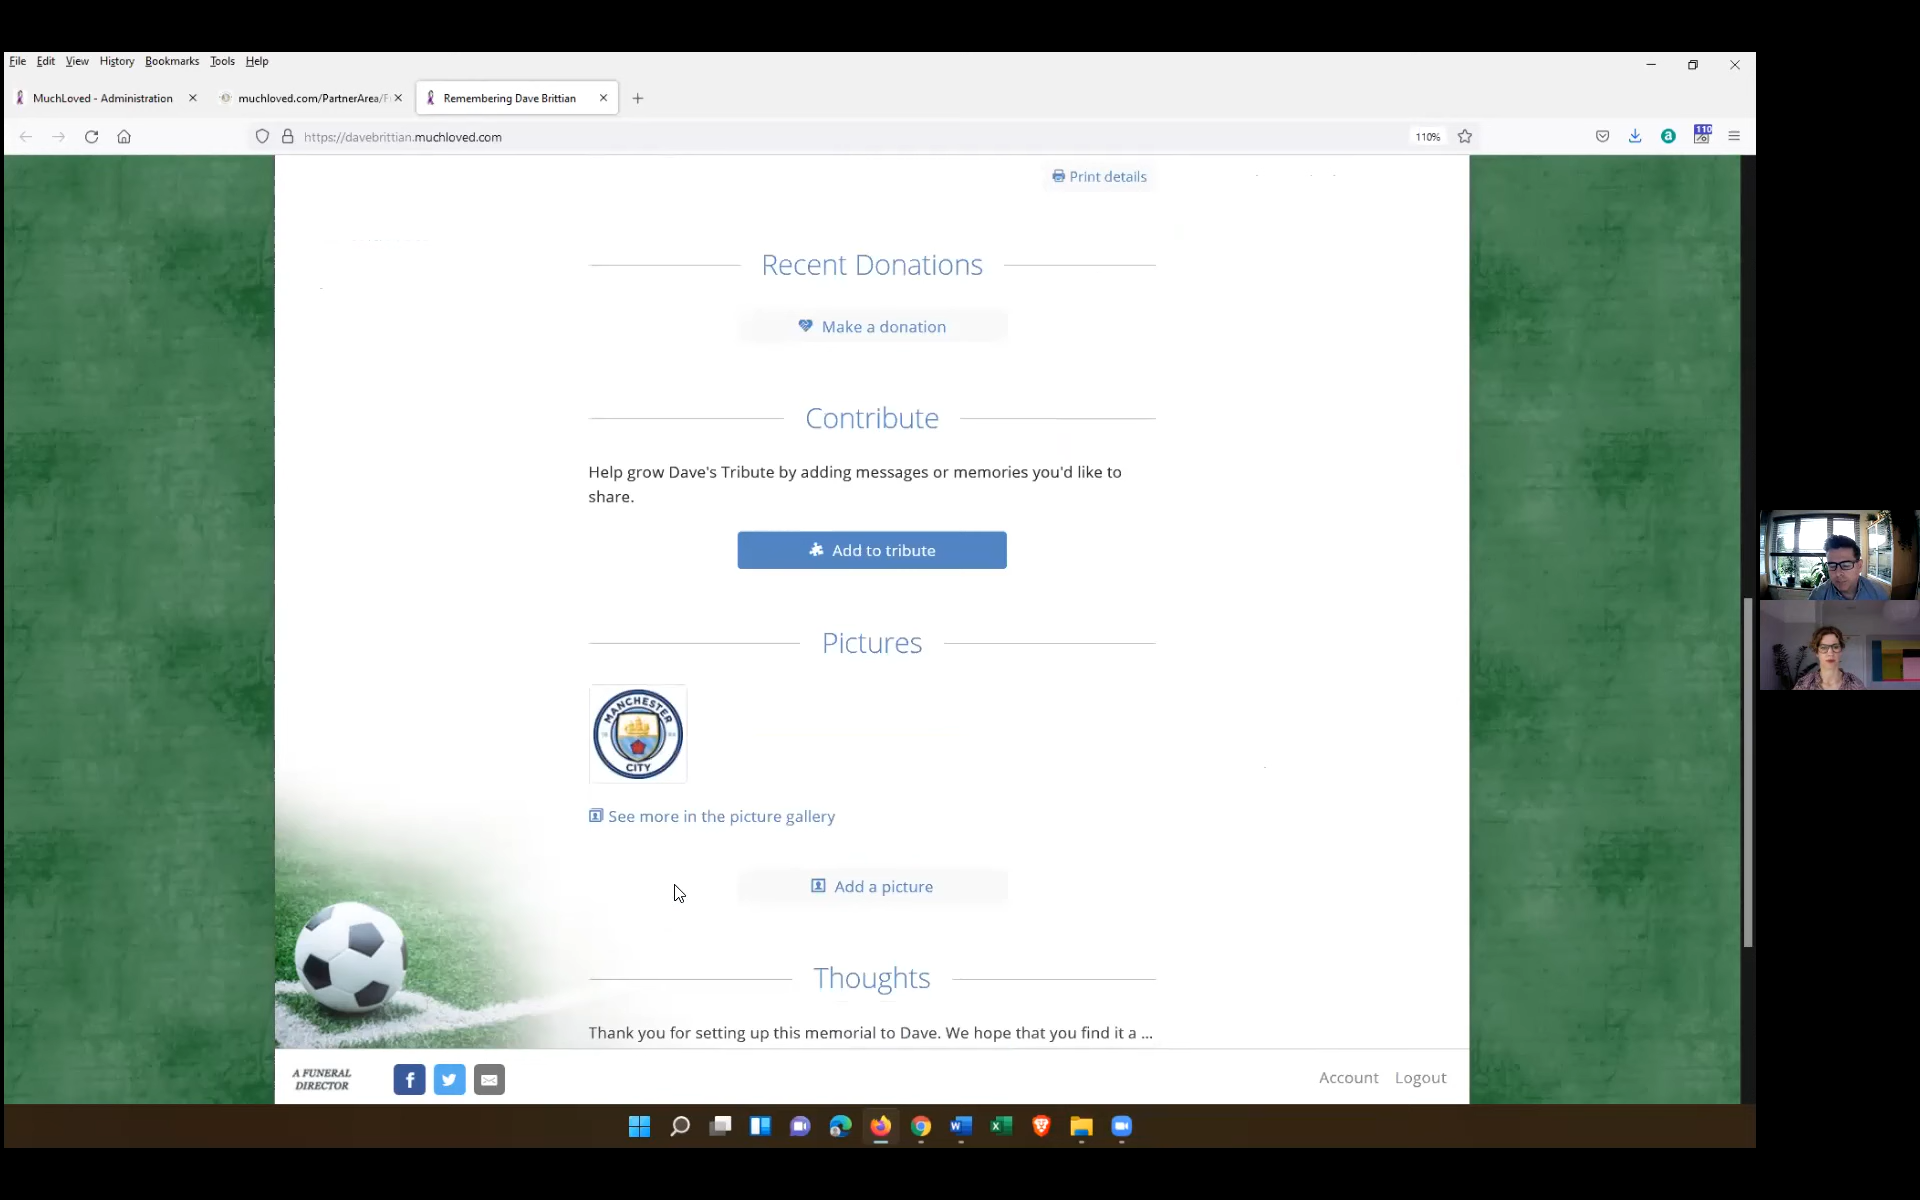 File Edit View History Bookmarks Tools Help
MuchLoved - Administration
muchloved.com/PartnerArea/F
Remembering Dave Brittian
https://davebrittian.muchloved.com
110%
110
Print details
Recent Donations
Make a donation
Contribute
Help grow Dave's Tribute by adding messages or memories you'd like to
share.
Add to tribute
Pictures
MANCHESTER
CITY
See more in the picture gallery
Add a picture
Thoughts
Thank you for setting up this memorial to Dave. We hope that you find it a ...
A FUNERAL
DIRECTOR
Account Logout